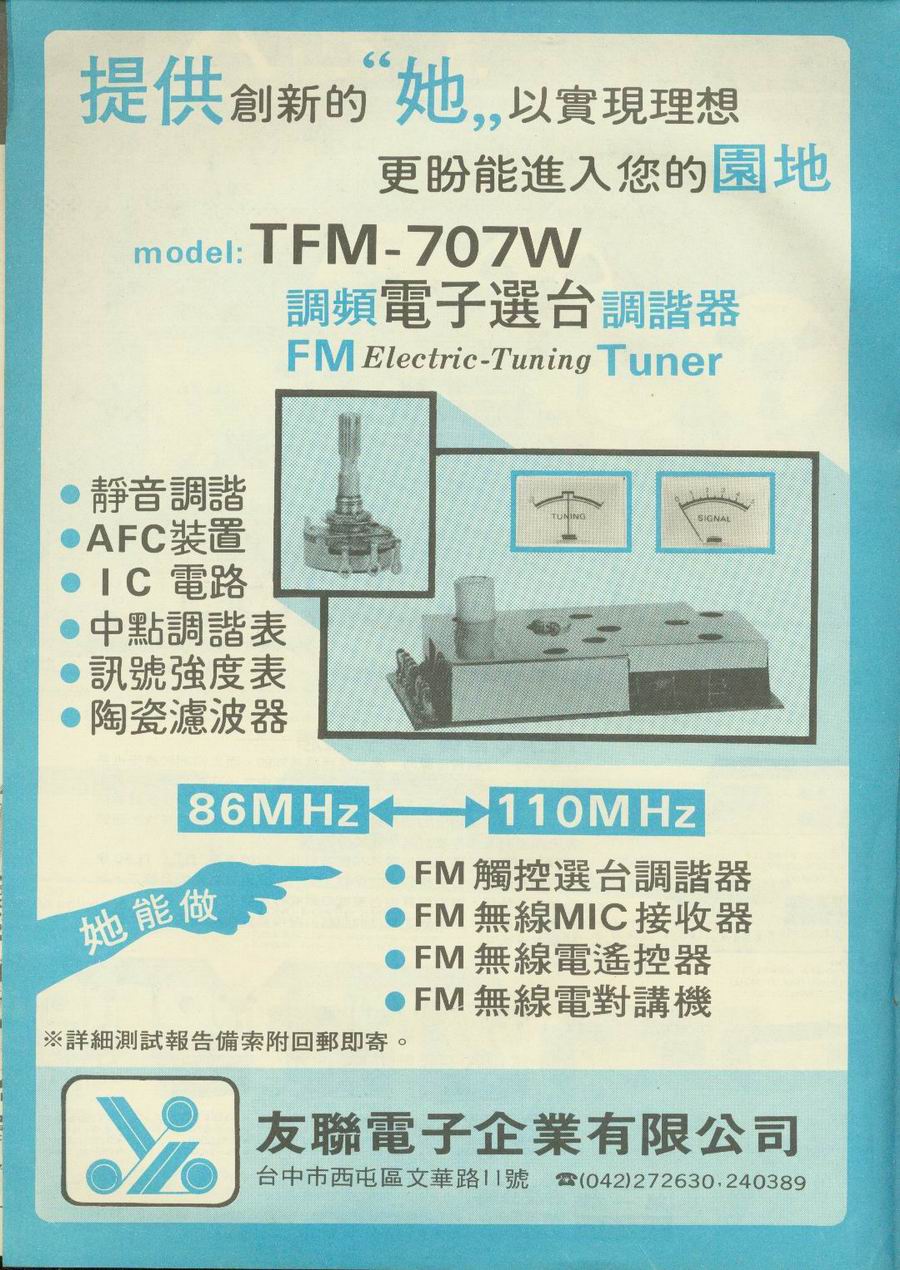 提供創新的“她„以實現理想
更盼能進入您的園地
model: TFM-707W
調頻電子選台調諧器
FM Electric-Tuning Tuner
TUNING
0 1 2 3 4 5
SIGNAL
●靜音調諧
●AFC裝置
●IC 電路
●中點調諧表
●訊號強度表
●陶瓷濾波器
86MHz ↔ 110MHz
她能做
●FM 觸控選台調諧器
●FM 無線MIC接收器
●FM 無線電遙控器
●FM 無線電對講機
※詳細測試報告備索附回郵即寄。
友聯電子企業有限公司
台中市西屯區文華路11號 ☎(042)272630.240389